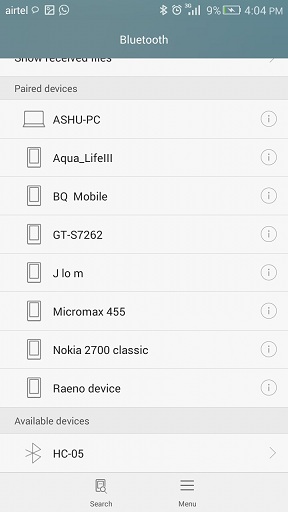 airtel 3G 9% 4:04 PM
Bluetooth
Show received files
Paired devices
ASHU-PC
Aqua_LifeIII
BQ Mobile
GT-S7262
J lo m
Micromax 455
Nokia 2700 classic
Raeno device
Available devices
HC-05
Search Menu